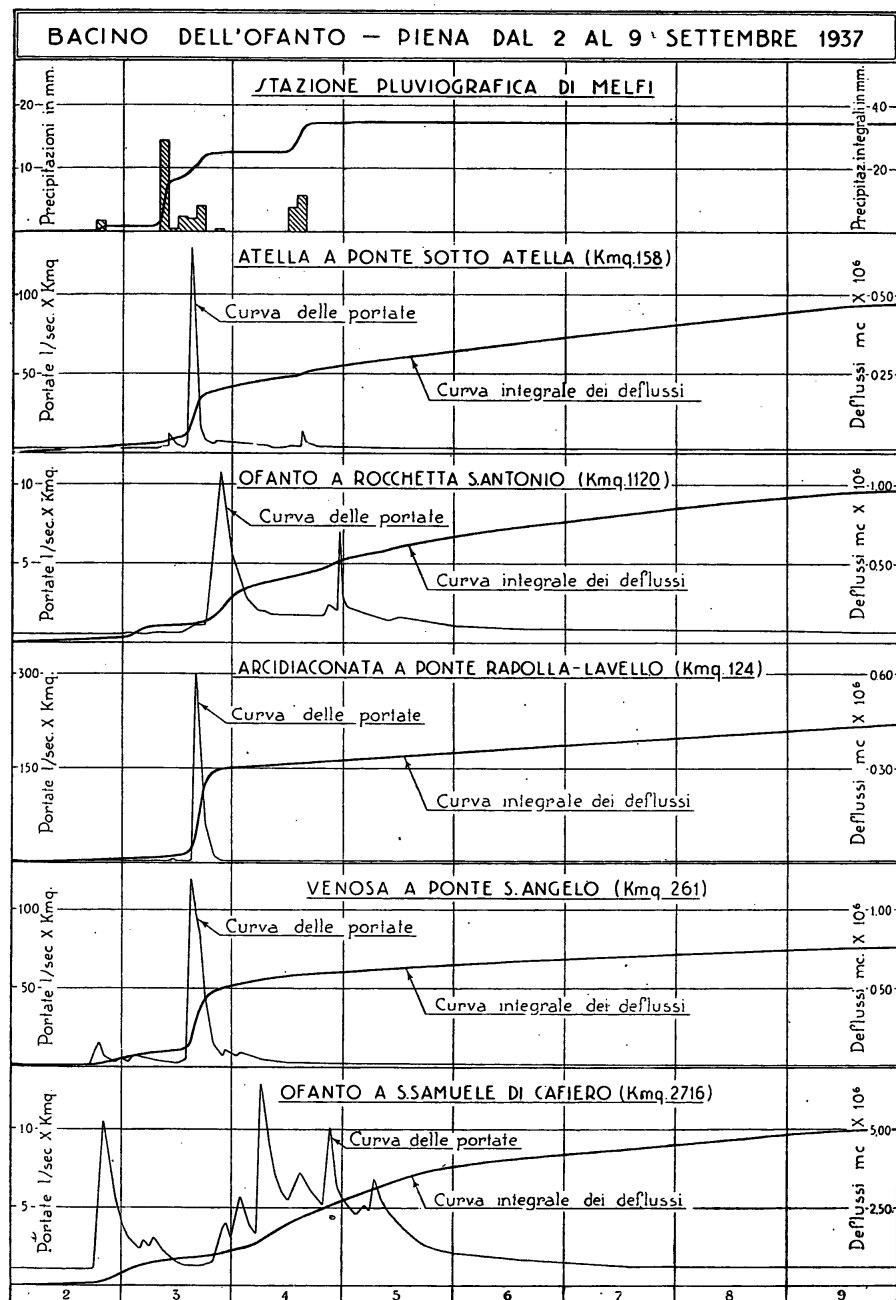 BACINO DELL'OFANTO — PIENA DAL 2 AL 9 SETTEMBRE 1937
STAZIONE PLUVIOGRAFICA DI MELFI
Precipitazioni in mm.
20
10
Precipitaz. integrali in mm.
40
20
ATELLA A PONTE SOTTO ATELLA (Kmq.158)
Portate l/sec. X Kmq
100
50
Curva delle portate
Curva integrale dei deflussi
Deflussi mc X 10⁶
0.50
0.25
OFANTO A ROCCHETTA S.ANTONIO (Kmq.1120)
Portate l/sec. X Kmq.
10
5
Curva delle portate
Curva integrale dei deflussi
Deflussi mc X 10⁶
1.00
0.50
ARCIDIACONATA A PONTE RAPOLLA-LAVELLO (Kmq.124)
Portate l/sec. X Kmq.
300
150
Curva delle portate
Curva integrale dei deflussi
Deflussi mc X 10⁶
0.60
0.30
VENOSA A PONTE S. ANGELO (Kmq 261)
Portate l/sec X Kmq.
100
50
Curva delle portate
Curva integrale dei deflussi
Deflussi mc. X 10⁶
1.00
0.50
OFANTO A S.SAMUELE DI CAFIERO (Kmq.2716)
Portate l/sec X Kmq.
10
5
Curva delle portate
Curva integrale dei deflussi
Deflussi mc X 10⁶
5,00
2.50
2 3 4 5 6 7 8 9